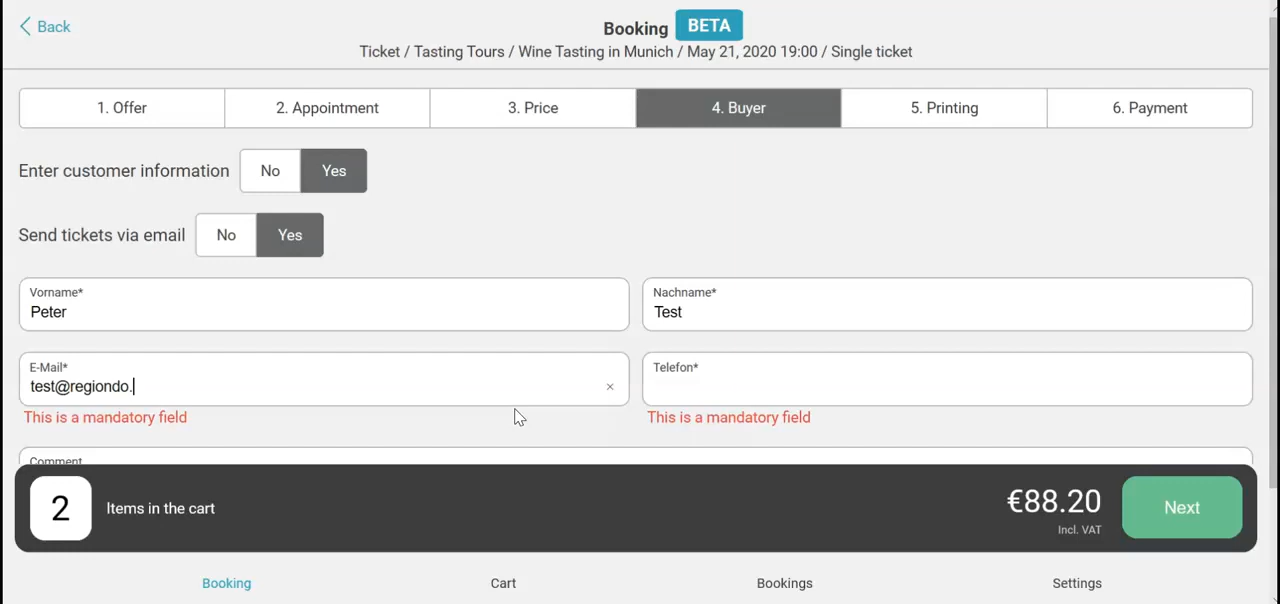 Back
Booking BETA
Ticket / Tasting Tours / Wine Tasting in Munich / May 21, 2020 19:00 / Single ticket
1. Offer 2. Appointment 3. Price 4. Buyer 5. Printing 6. Payment
Enter customer information No Yes
Send tickets via email No Yes
Vorname* Nachname*
Peter Test
E-Mail* Telefon*
test@regiondo.
This is a mandatory field This is a mandatory field
Comment
2 Items in the cart €88.20 Next
Incl. VAT
Booking Cart Bookings Settings